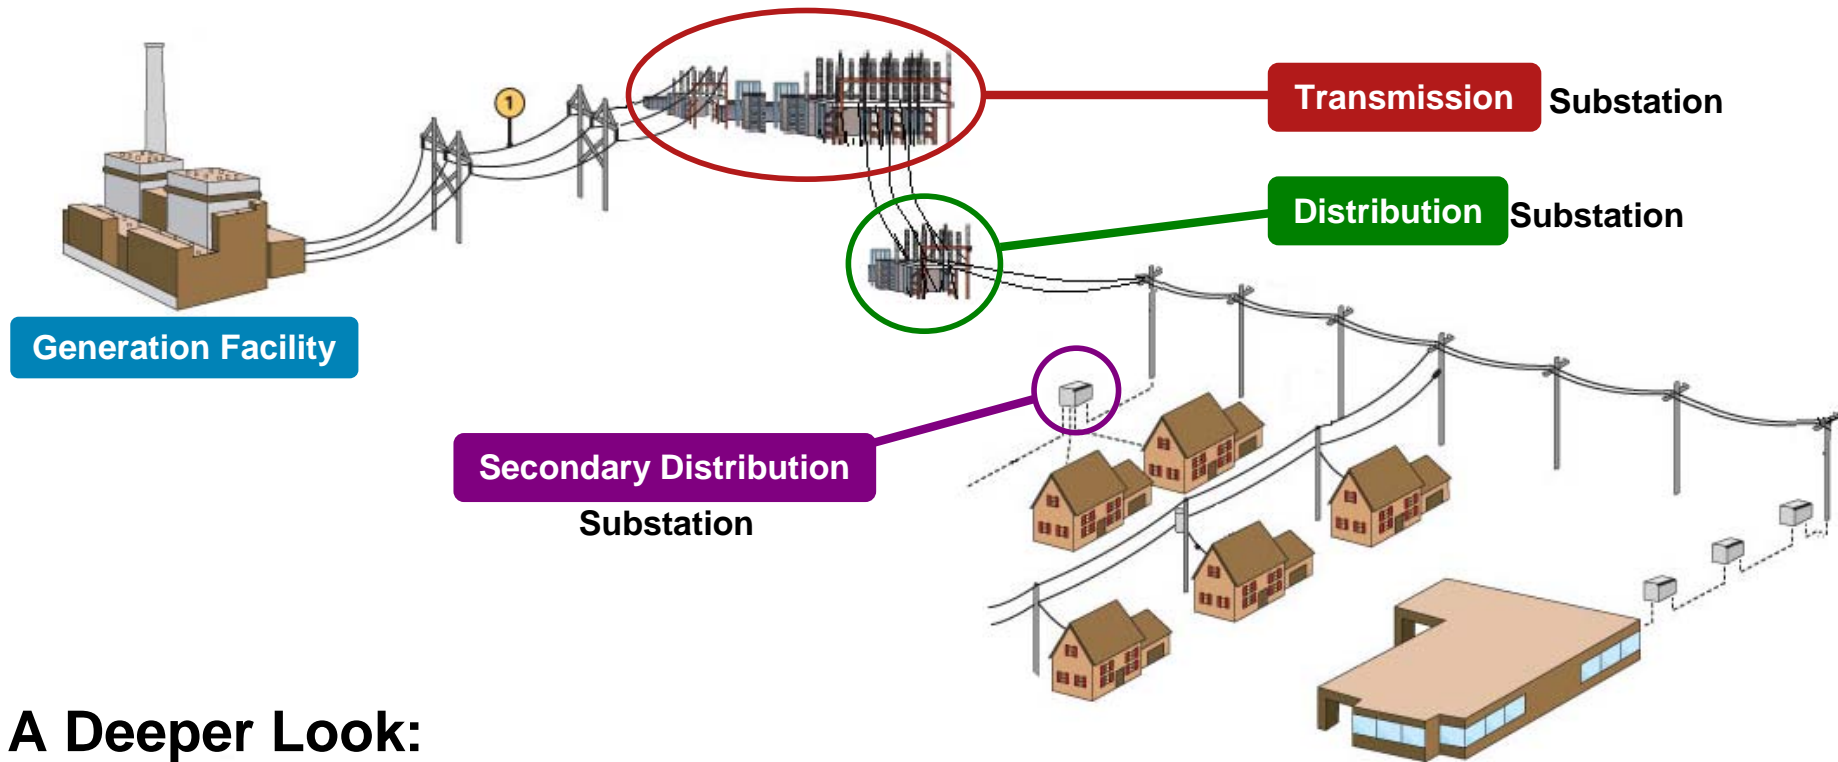 1
Transmission Substation
Distribution Substation
Generation Facility
Secondary Distribution
Substation
A Deeper Look: